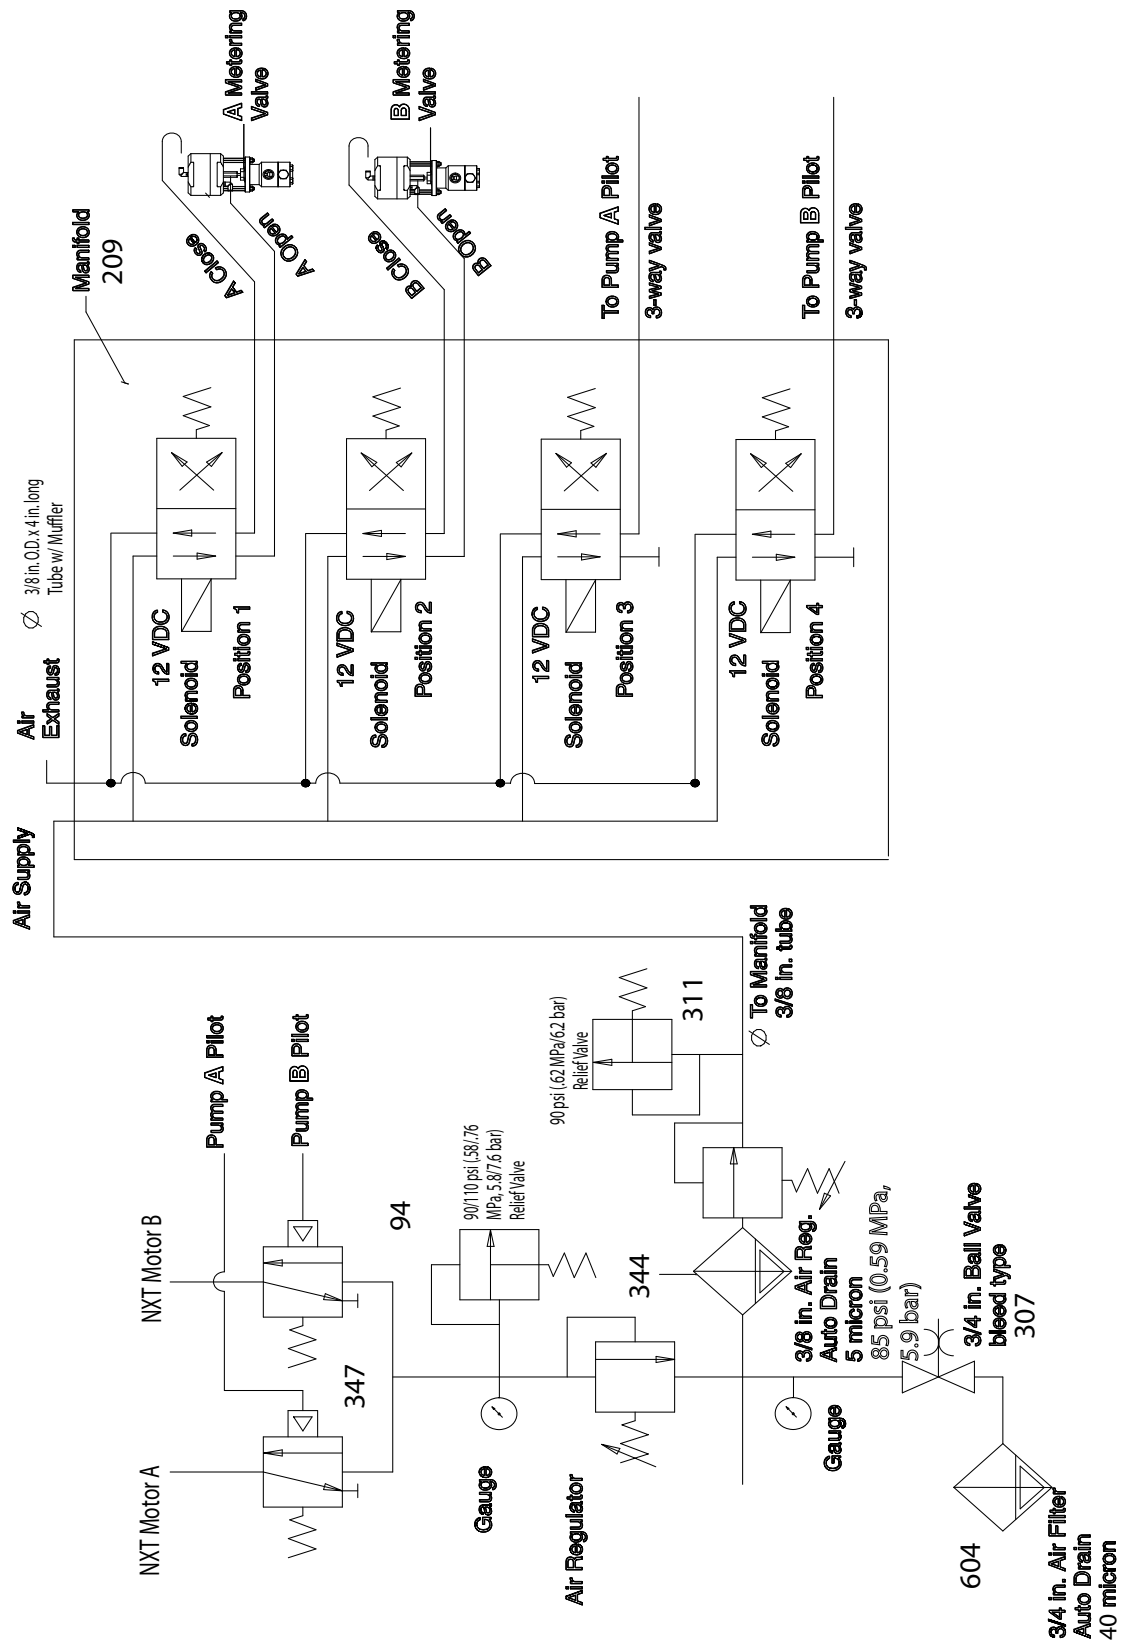 Air Supply
Air
Exhaust
∅ 3/8 in. O.D. x 4 in. long
Tube w/ Muffler
Manifold
209
12 VDC
Solenoid
Position 1
A Close
A Open
A Metering
Valve
12 VDC
Solenoid
Position 2
B Close
B Open
B Metering
Valve
12 VDC
Solenoid
Position 3
To Pump A Pilot
3-way valve
12 VDC
Solenoid
Position 4
To Pump B Pilot
3-way valve
NXT Motor A
NXT Motor B
Pump A Pilot
Pump B Pilot
347
94
90/110 psi (.58/.76
MPa, 5.8/7.6 bar)
Relief Valve
90 psi (.62 MPa/6.2 bar)
Relief Valve
311
∅ To Manifold
3/8 in. tube
Gauge
Air Regulator
344
3/8 in. Air Reg.
Auto Drain
5 micron
85 psi (0.59 MPa,
5.9 bar)
Gauge
3/4 in. Ball Valve
bleed type
307
604
3/4 in. Air Filter
Auto Drain
40 micron